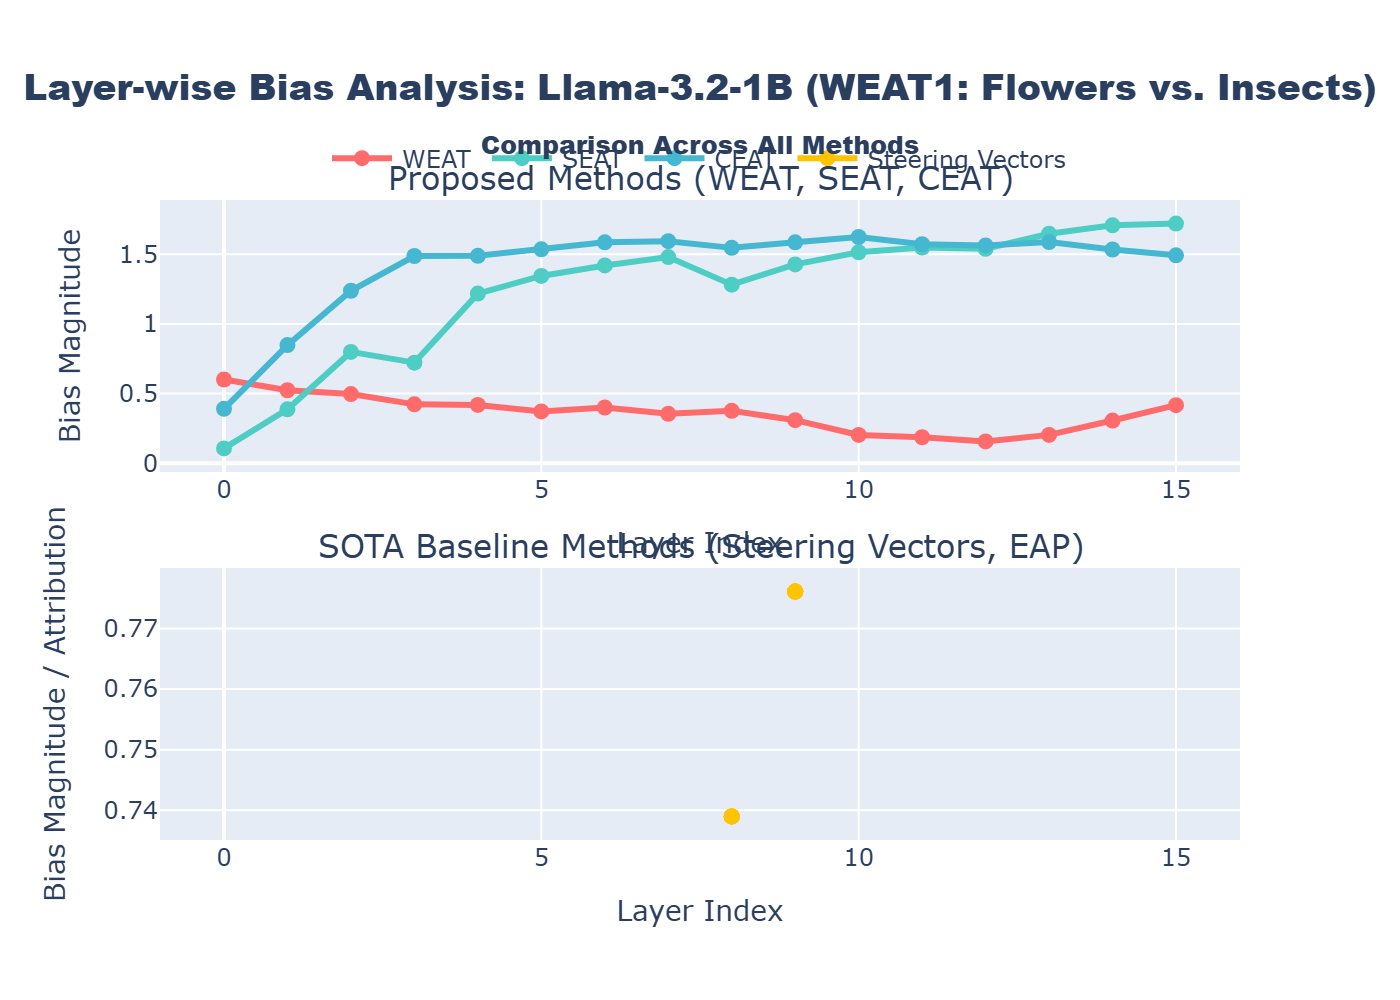 Layer-wise Bias Analysis: Llama-3.2-1B (WEAT1: Flowers vs. Insects)
Comparison Across All Methods
WEAT SEAT CEAT Steering Vectors
Proposed Methods (WEAT, SEAT, CEAT)
Bias Magnitude
1.5
1
0.5
0
0 5 10 15
Layer Index
SOTA Baseline Methods (Steering Vectors, EAP)
Bias Magnitude / Attribution
0.77
0.76
0.75
0.74
0 5 10 15
Layer Index